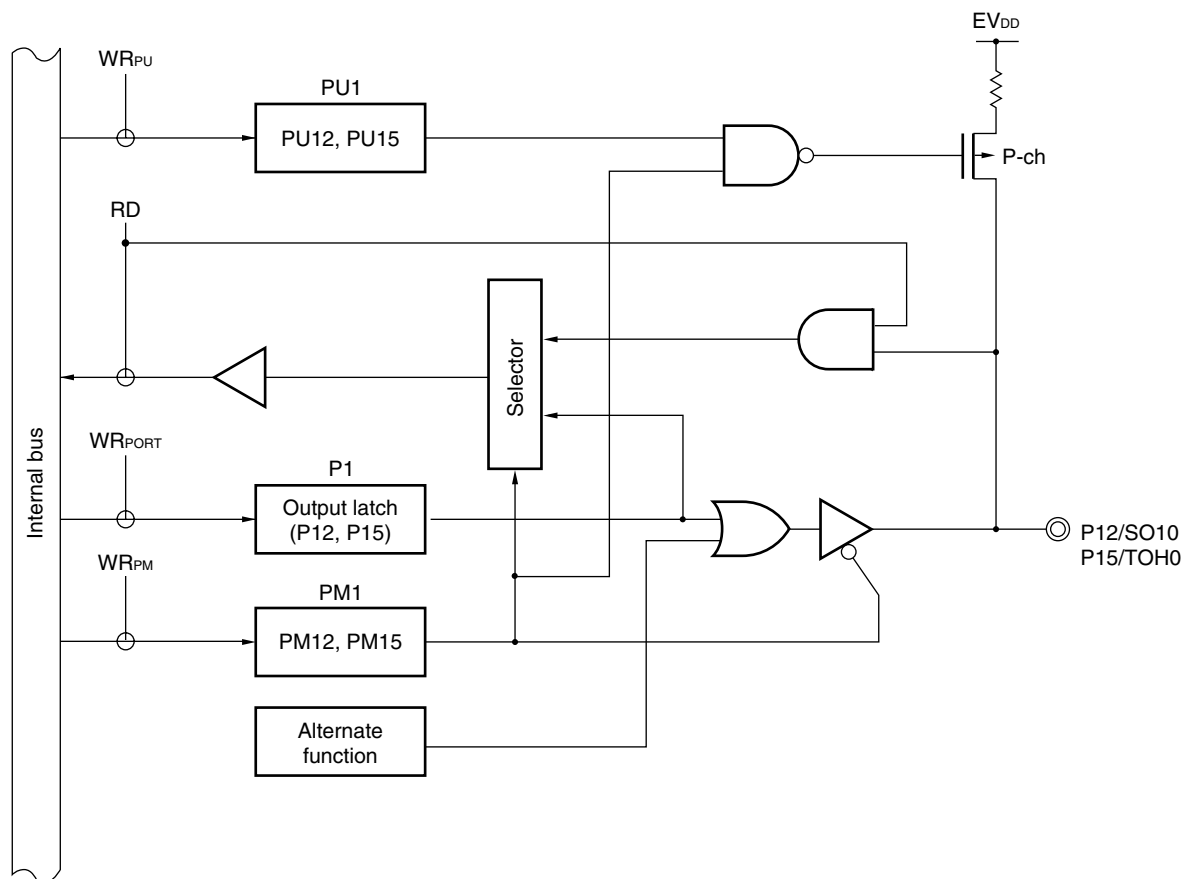 EVDD
WRPU
PU1
PU12, PU15
P-ch
RD
Selector
Internal bus
WRPORT
P1
Output latch
(P12, P15)
P12/SO10
P15/TOH0
WRPM
PM1
PM12, PM15
Alternate
function